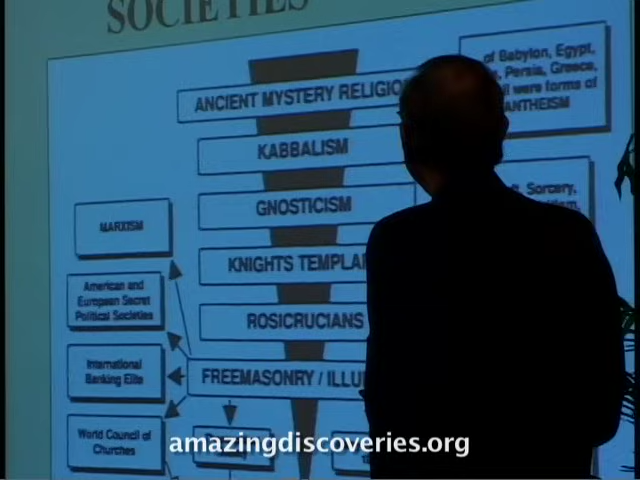 SOCIETIES
of Babylon, Egypt,
Persia, Greece,
all were forms of
PANTHEISM
ANCIENT MYSTERY RELIGIO
KABBALISM
Sorcery,
GNOSTICISM
MARXISM
KNIGHTS TEMPLA
American and
European Secret
Political Societies
ROSICRUCIANS
International
Banking Elite
FREEMASONRY / ILLU
World Council of
Churches
amazingdiscoveries.org